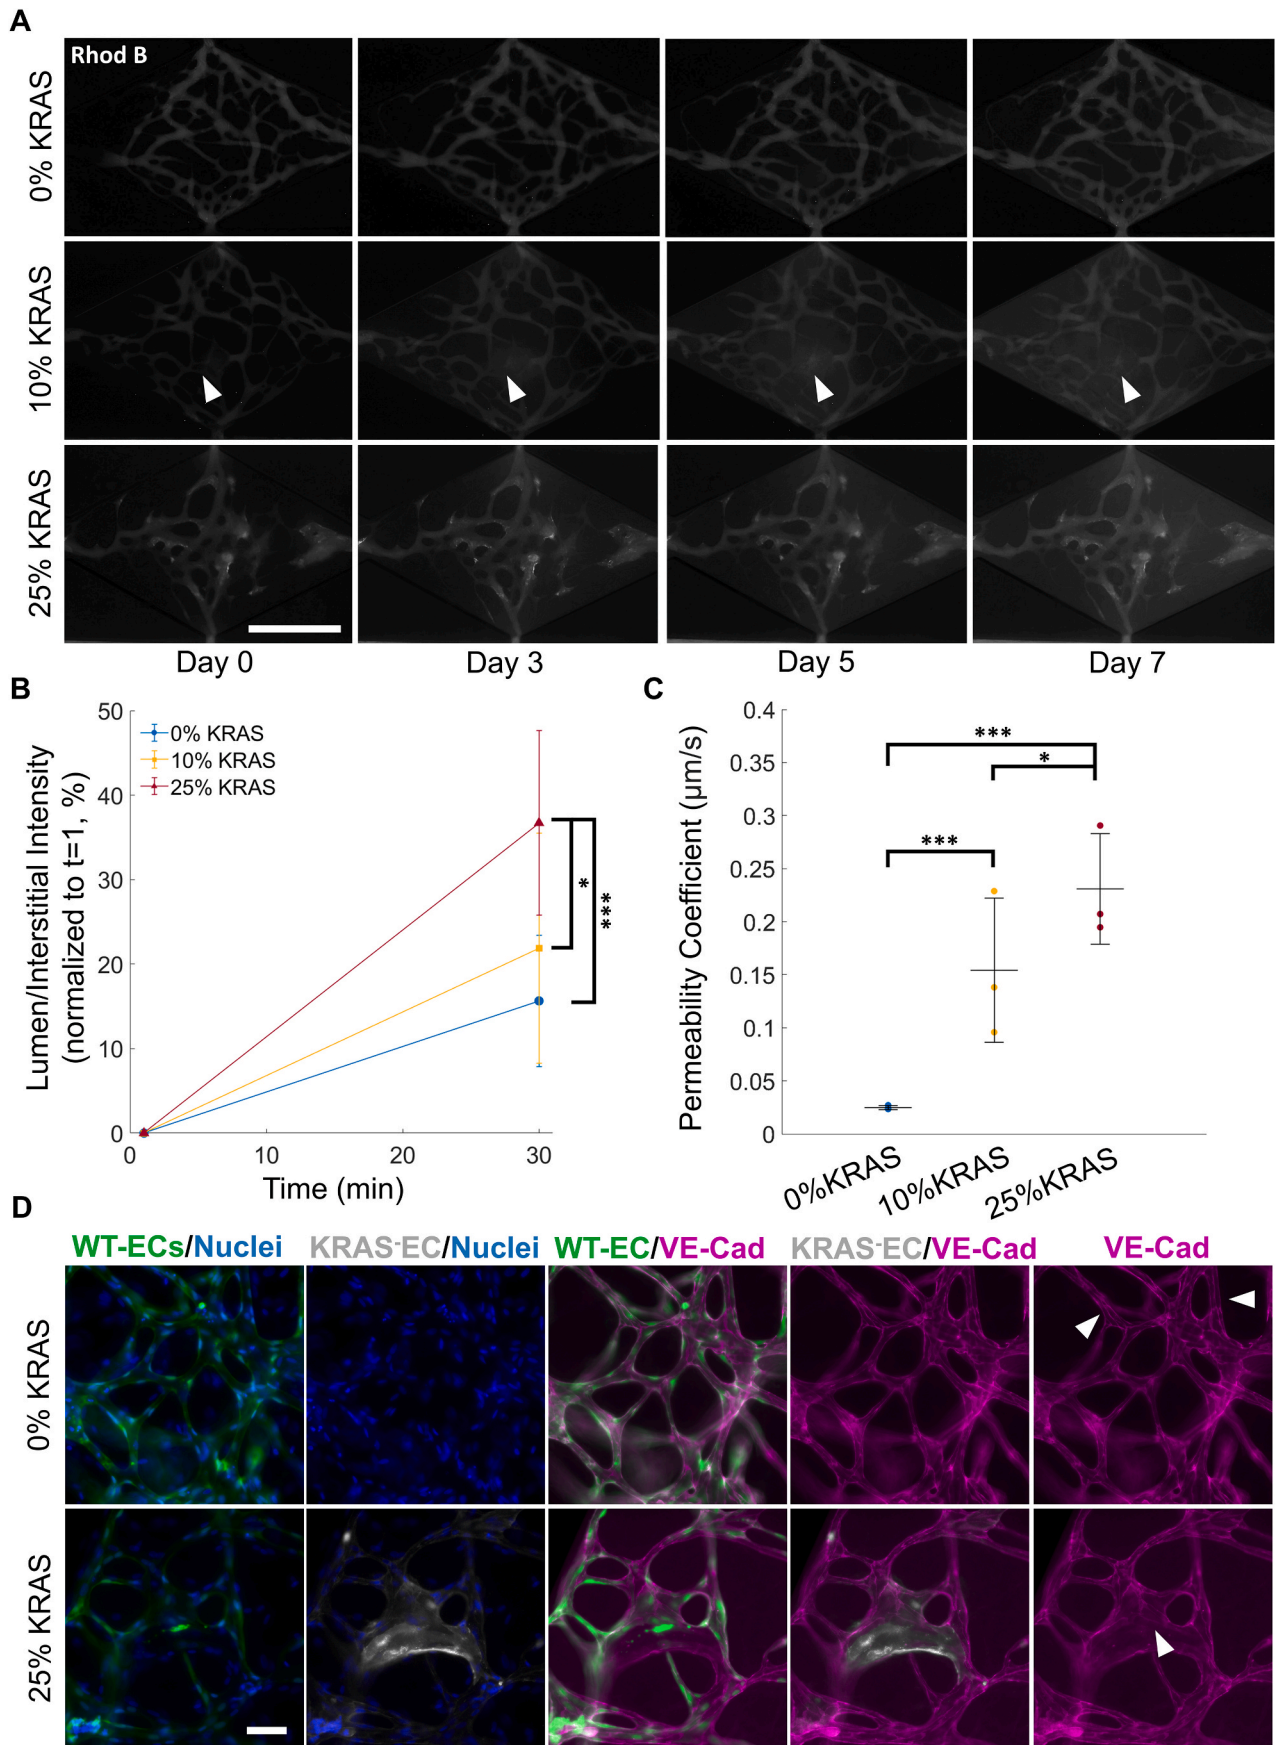 A
Rhod B
0% KRAS
10% KRAS
25% KRAS
Day 0
Day 3
Day 5
Day 7
B
Lumen/Interstitial Intensity
(normalized to t=1, %)
50
40
30
20
10
0
0% KRAS
10% KRAS
25% KRAS
*
***
0
10
20
30
Time (min)
C
Permeability Coefficient (μm/s)
0.4
0.35
0.3
0.25
0.2
0.15
0.1
0.05
0
***
*
***
0%KRAS
10%KRAS
25%KRAS
D
WT-ECs/Nuclei
KRAS-EC/Nuclei
WT-EC/VE-Cad
KRAS-EC/VE-Cad
VE-Cad
0% KRAS
25% KRAS